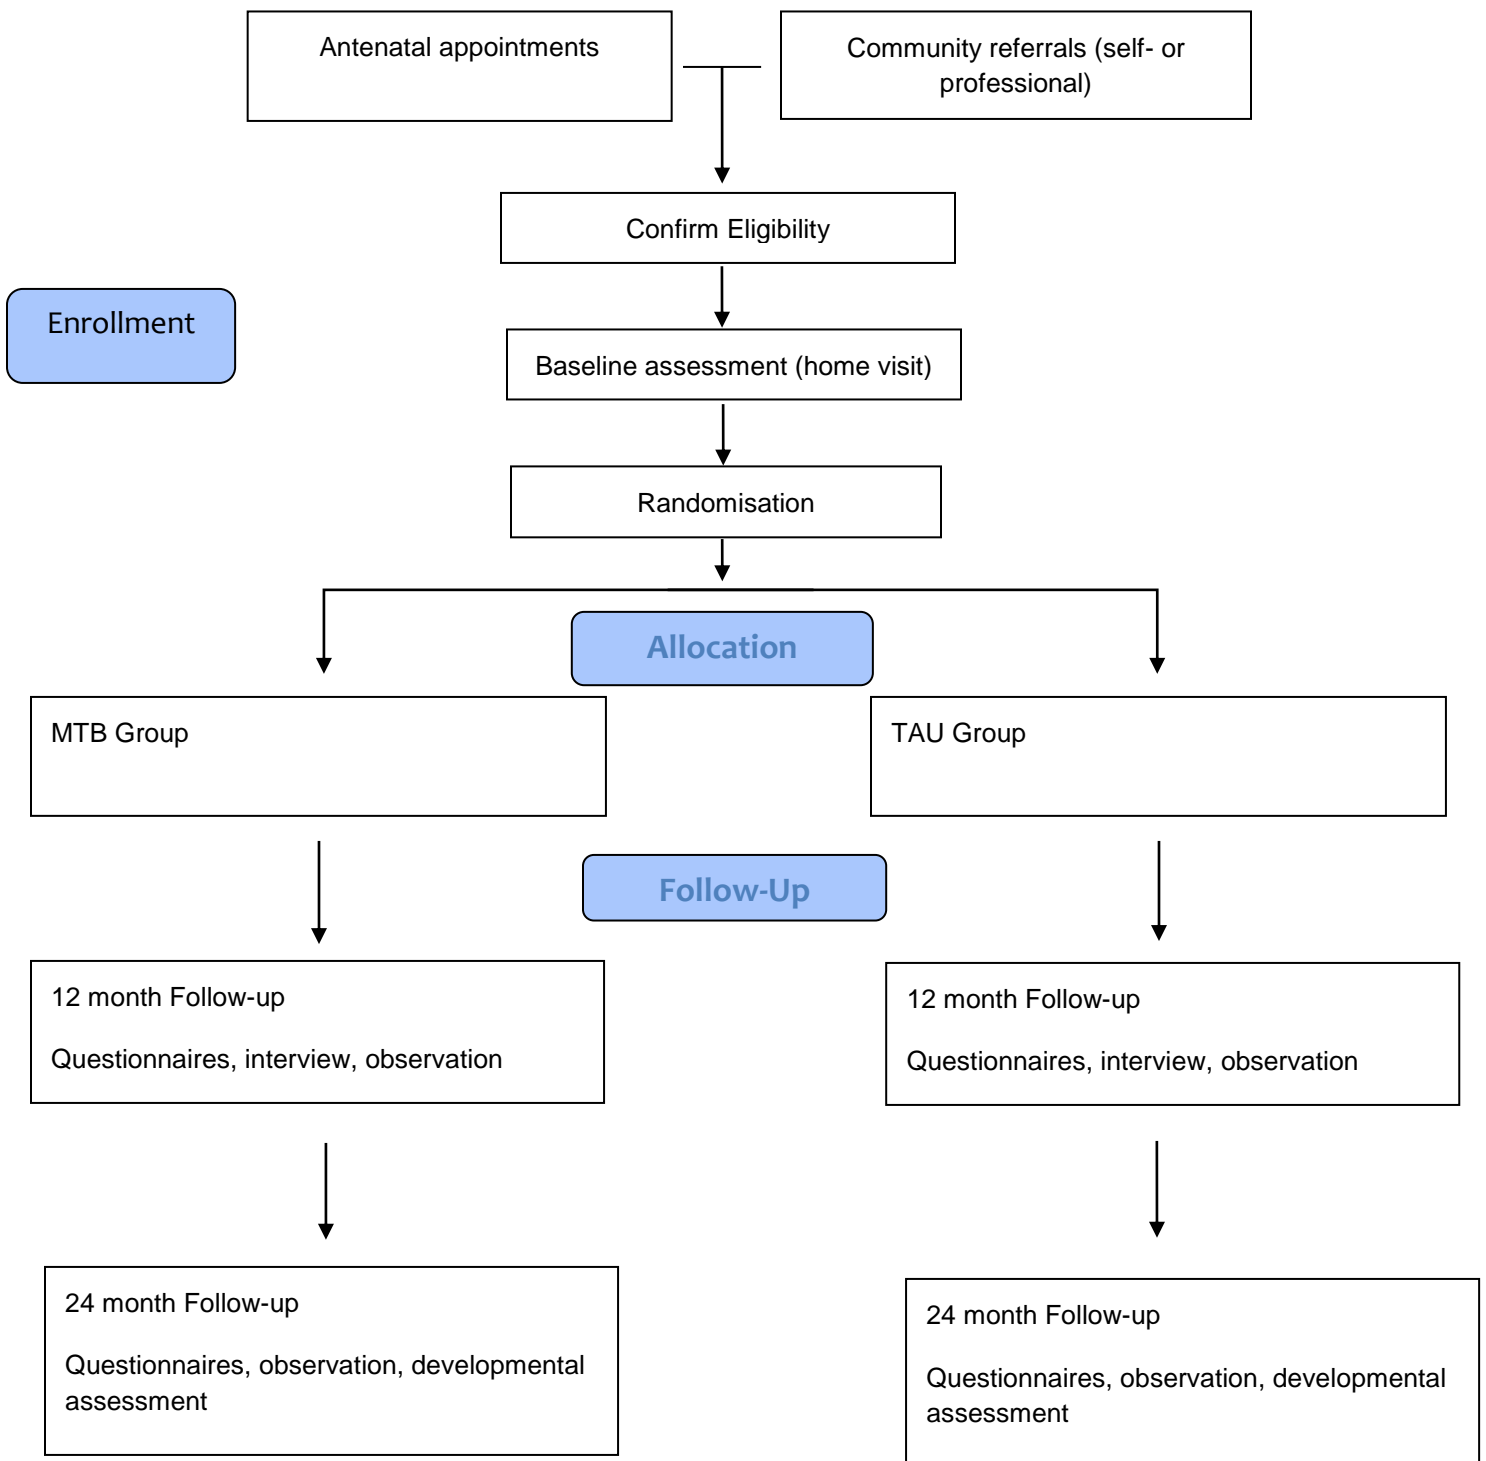 Antenatal appointments
Community referrals (self- or
professional)
Confirm Eligibility
Enrollment
Baseline assessment (home visit)
Randomisation
Allocation
MTB Group
TAU Group
Follow-Up
12 month Follow-up
Questionnaires, interview, observation
12 month Follow-up
Questionnaires, interview, observation
24 month Follow-up
Questionnaires, observation, developmental
assessment
24 month Follow-up
Questionnaires, observation, developmental
assessment